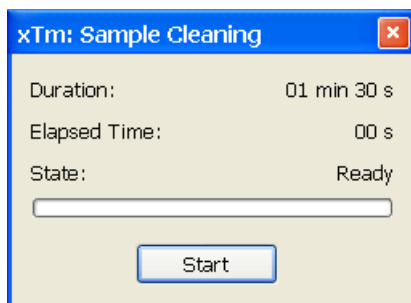 xTm: Sample Cleaning
Duration: 01 min 30 s
Elapsed Time: 00 s
State: Ready
Start